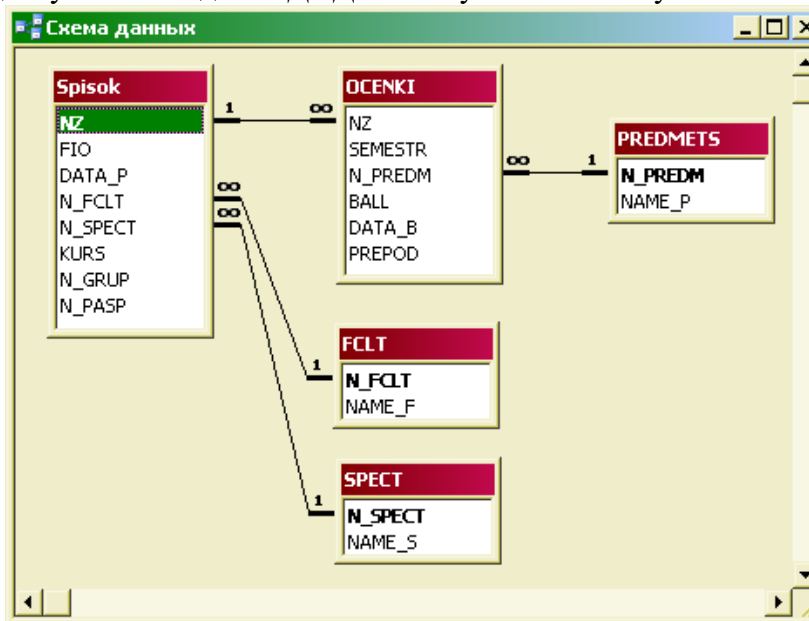 Схема данных
Spisok
NZ
FIO
DATA_P
N_FCLT
N_SPECT
KURS
N_GRUP
N_PASP
1
∞
OCENKI
NZ
SEMESTR
N_PREDM
BALL
DATA_B
PREPOD
∞
1
PREDMETS
N_PREDM
NAME_P
∞
∞
1
FCLT
N_FCLT
NAME_F
1
SPECT
N_SPECT
NAME_S